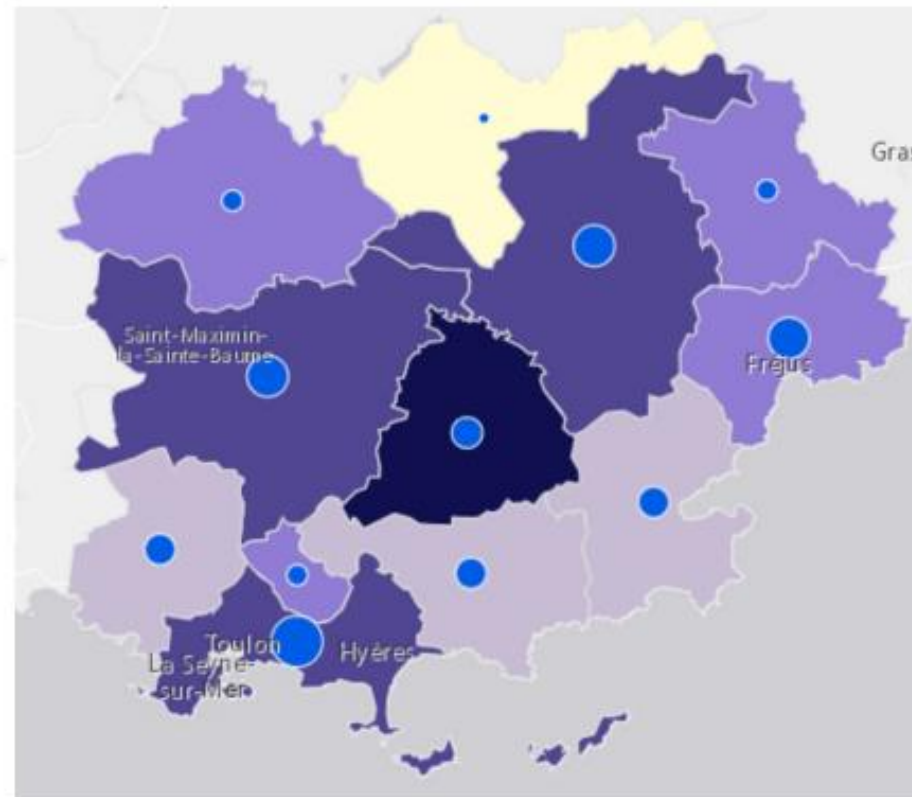 Gras
Saint-Maximin-
la-Sainte-Baume
Fréjus
Toulon
Hyères
La Seyne-
sur-Mer